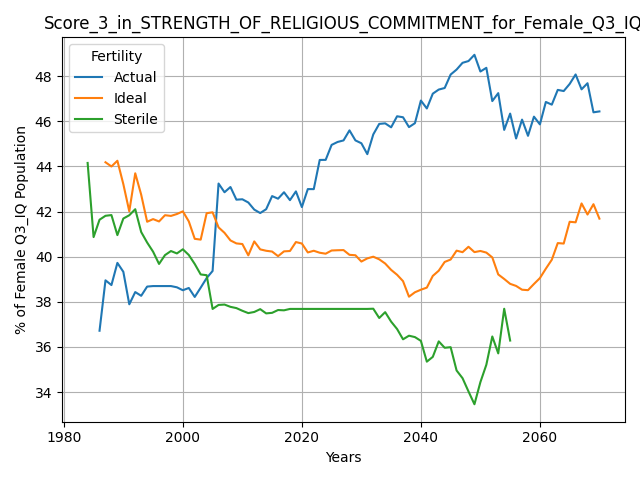 Score_3_in_STRENGTH_OF_RELIGIOUS_COMMITMENT_for_Female_Q3_IQ
Fertility
Actual
Ideal
Sterile
% of Female Q3_IQ Population
48
46
44
42
40
38
36
34
1980 2000 2020 2040 2060
Years